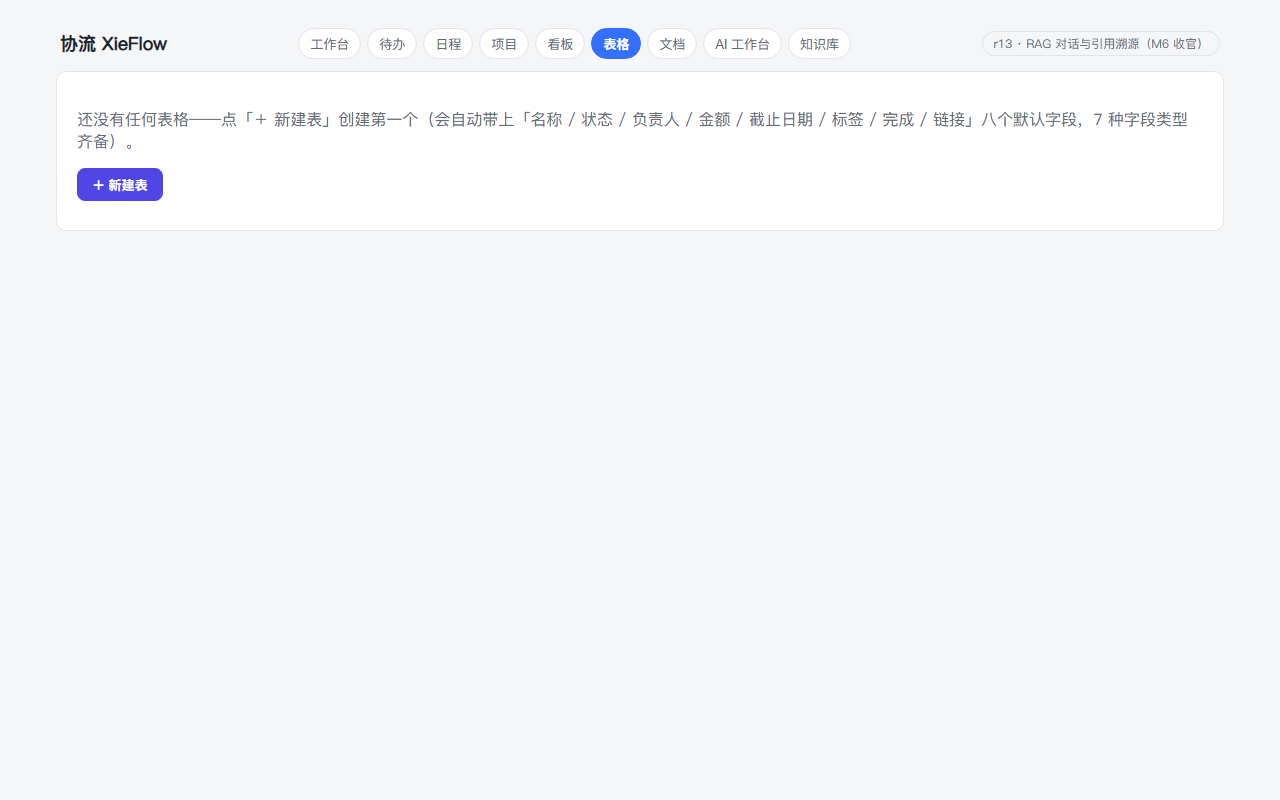 协流 XieFlow
工作台
待办
日程
项目
看板
表格
文档
AI 工作台
知识库
r13 · RAG 对话与引用溯源（M6 收官）
还没有任何表格——点「＋ 新建表」创建第一个（会自动带上「名称 / 状态 / 负责人 / 金额 / 截止日期 / 标签 / 完成 / 链接」八个默认字段，7 种字段类型
齐备）。
＋ 新建表